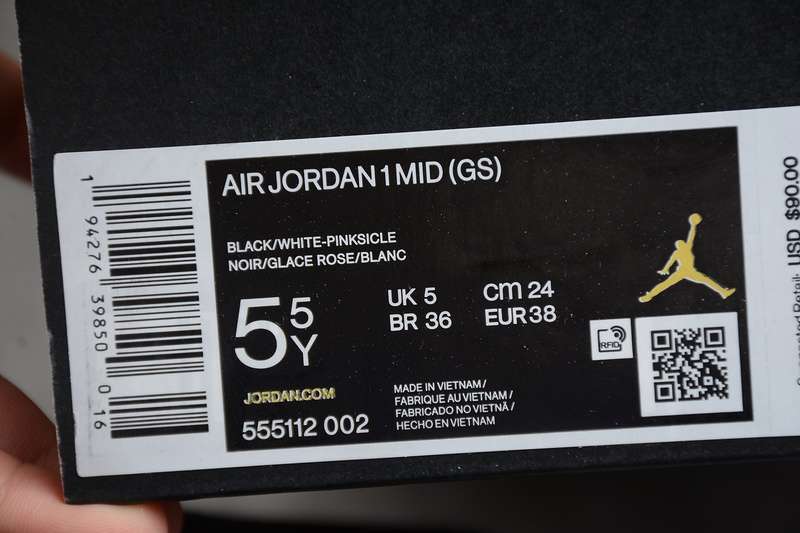 AIR JORDAN 1 MID (GS)
BLACK/WHITE-PINKSICLE
NOIR/GLACE ROSE/BLANC
5 5 Y
UK 5
BR 36
cm 24
EUR 38
RFID
JORDAN.COM
555112 002
MADE IN VIETNAM /
FABRIQUE AU VIETNAM /
FABRICADO NO VIETNÃ /
HECHO EN VIETNAM
1 94276 39850 0 16
Retail: USD $90.00